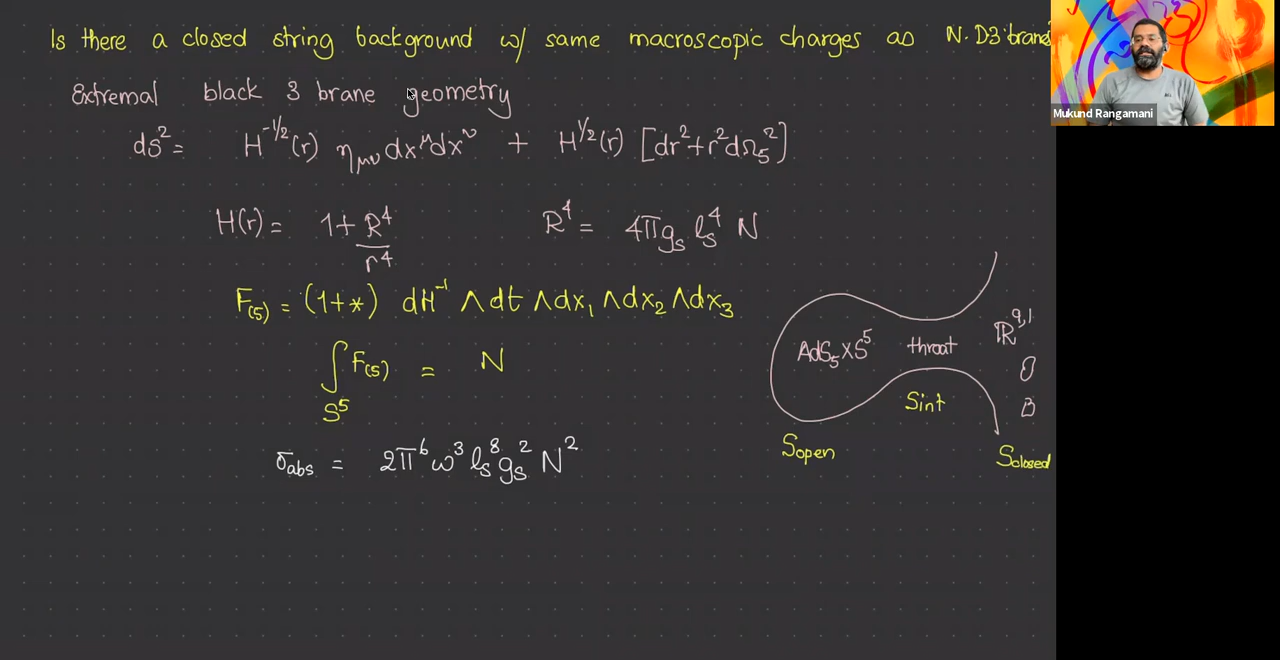 Is there a closed string background w/ same macroscopic charges as N. D3 brane?
Extremal black 3 brane geometry
ds² = H^{-1/2}(r) η_{μν} dx^μ dx^ν + H^{1/2}(r) [dr² + r² dΩ₅²]
H(r) = 1 + R⁴/r⁴ R⁴ = 4π g_s l_s⁴ N
F₍₅₎ = (1+*) dH⁻¹ ∧ dt ∧ dx₁ ∧ dx₂ ∧ dx₃
∫_{S⁵} F₍₅₎ = N
σ_abs = 2π⁶ ω³ l_s⁸ g_s² N²
AdS₅×S⁵ throat ℝ^{9,1}
S_open S_int S_closed
Mukund Rangamani